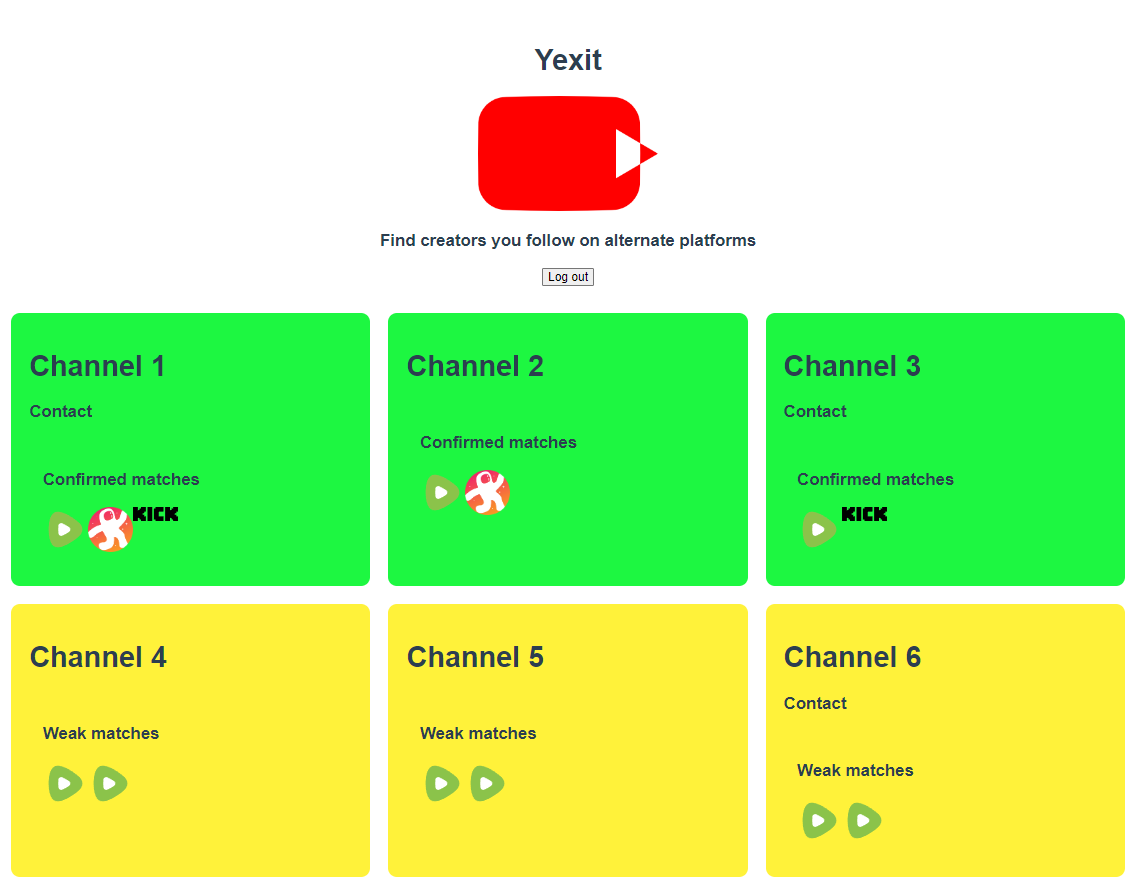 Yexit
Find creators you follow on alternate platforms
Log out
Channel 1
Contact
Confirmed matches
KICK
Channel 2
Confirmed matches
Channel 3
Contact
Confirmed matches
KICK
Channel 4
Weak matches
Channel 5
Weak matches
Channel 6
Contact
Weak matches